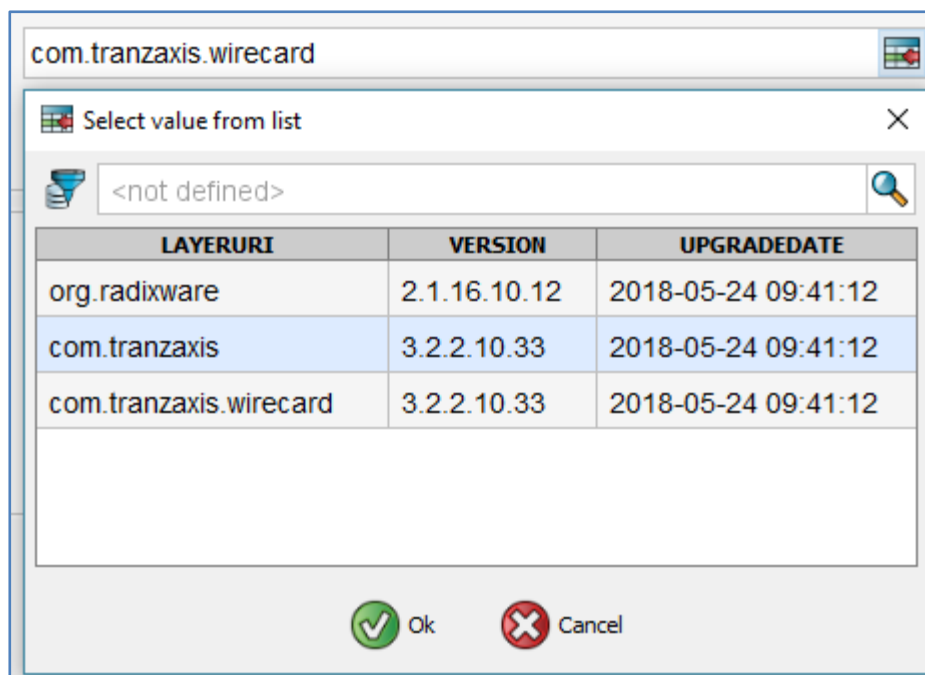 com.tranzaxis.wirecard
Select value from list
<not defined>
LAYERURI VERSION UPGRADEDATE
org.radixware 2.1.16.10.12 2018-05-24 09:41:12
com.tranzaxis 3.2.2.10.33 2018-05-24 09:41:12
com.tranzaxis.wirecard 3.2.2.10.33 2018-05-24 09:41:12
Ok Cancel